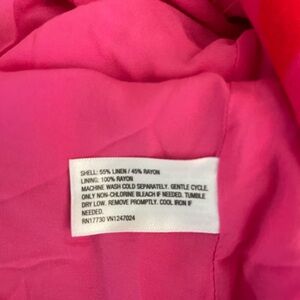 SHELL: 55% LINEN / 45% RAYON
LINING: 100% RAYON
MACHINE WASH COLD SEPARATELY. GENTLE CYCLE.
ONLY NON-CHLORINE BLEACH IF NEEDED. TUMBLE
DRY LOW. REMOVE PROMPTLY. COOL IRON IF
NEEDED.
RN17730 VN1247024